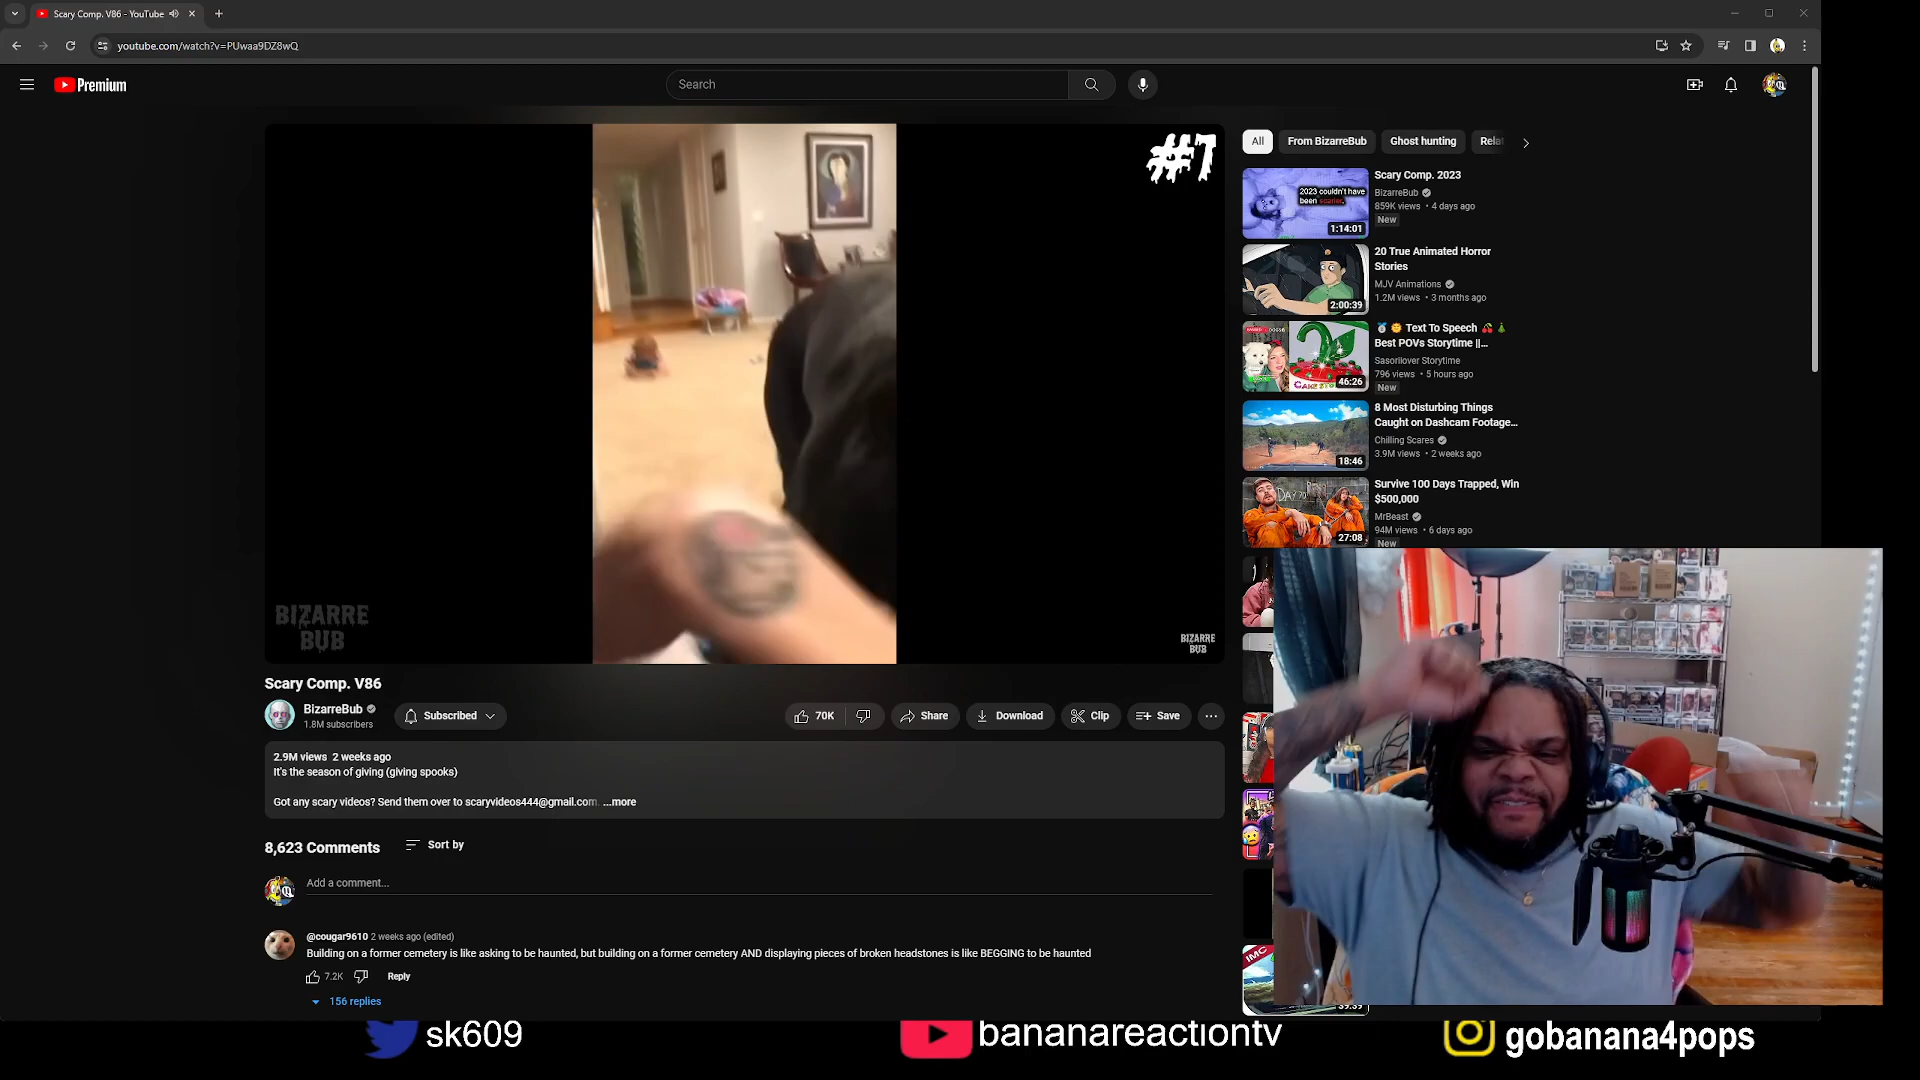 Scary Comp. V86 - YouTube
youtube.com/watch?v=PUwaa9DZ8wQ
Premium
Search
#7
BIZARRE
BUB
BIZARRE
BUB
All
From BizarreBub
Ghost hunting
Rela
2023 couldn't have
been scarier.
1:14:01
Scary Comp. 2023
BizarreBub
859K views • 4 days ago
New
2:00:39
20 True Animated Horror
Stories
MJV Animations
1.2M views • 3 months ago
46:26
Text To Speech
Best POVs Storytime ||...
Sasorilover Storytime
796 views • 5 hours ago
New
18:46
8 Most Disturbing Things
Caught on Dashcam Footage...
Chilling Scares
3.9M views • 2 weeks ago
27:08
Survive 100 Days Trapped, Win
$500,000
MrBeast
94M views • 6 days ago
New
Scary Comp. V86
BizarreBub
1.8M subscribers
Subscribed
70K
Share
Download
Clip
Save
2.9M views 2 weeks ago
It's the season of giving (giving spooks)
Got any scary videos? Send them over to scaryvideos444@gmail.com. ...more
8,623 Comments
Sort by
Add a comment...
@cougar9610 2 weeks ago (edited)
Building on a former cemetery is like asking to be haunted, but building on a former cemetery AND displaying pieces of broken headstones is like BEGGING to be haunted
7.2K
Reply
156 replies
IMC
sk609
bananareactiontv
gobanana4pops